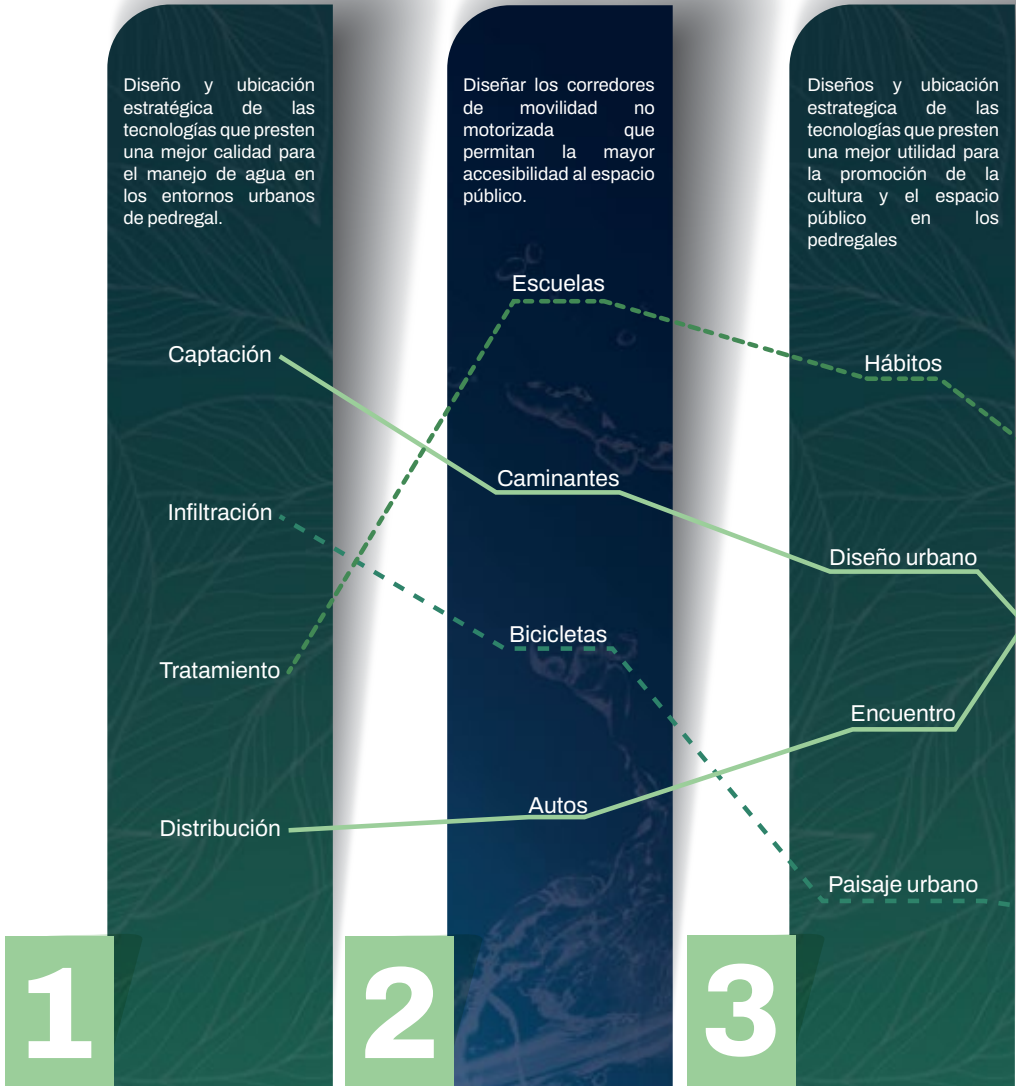 Diseño y ubicación
estratégica de las
tecnologías que presten
una mejor calidad para
el manejo de agua en
los entornos urbanos
de pedregal.
Captación
Infiltración
Tratamiento
Distribución
1
Diseñar los corredores
de movilidad no
motorizada que
permitan la mayor
accesibilidad al espacio
público.
Escuelas
Caminantes
Bicicletas
Autos
2
Diseños y ubicación
estrategica de las
tecnologías que presten
una mejor utilidad para
la promoción de la
cultura y el espacio
público en los
pedregales
Hábitos
Diseño urbano
Encuentro
Paisaje urbano
3